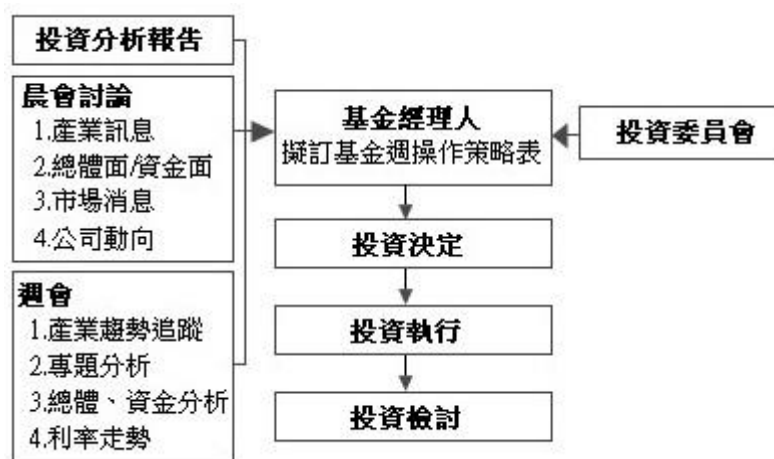 投資分析報告
晨會討論
1.產業訊息
2.總體面/資金面
3.市場消息
4.公司動向
週會
1.產業趨勢追蹤
2.專題分析
3.總體、資金分析
4.利率走勢
基金經理人
擬訂基金週操作策略表
投資委員會
投資決定
投資執行
投資檢討